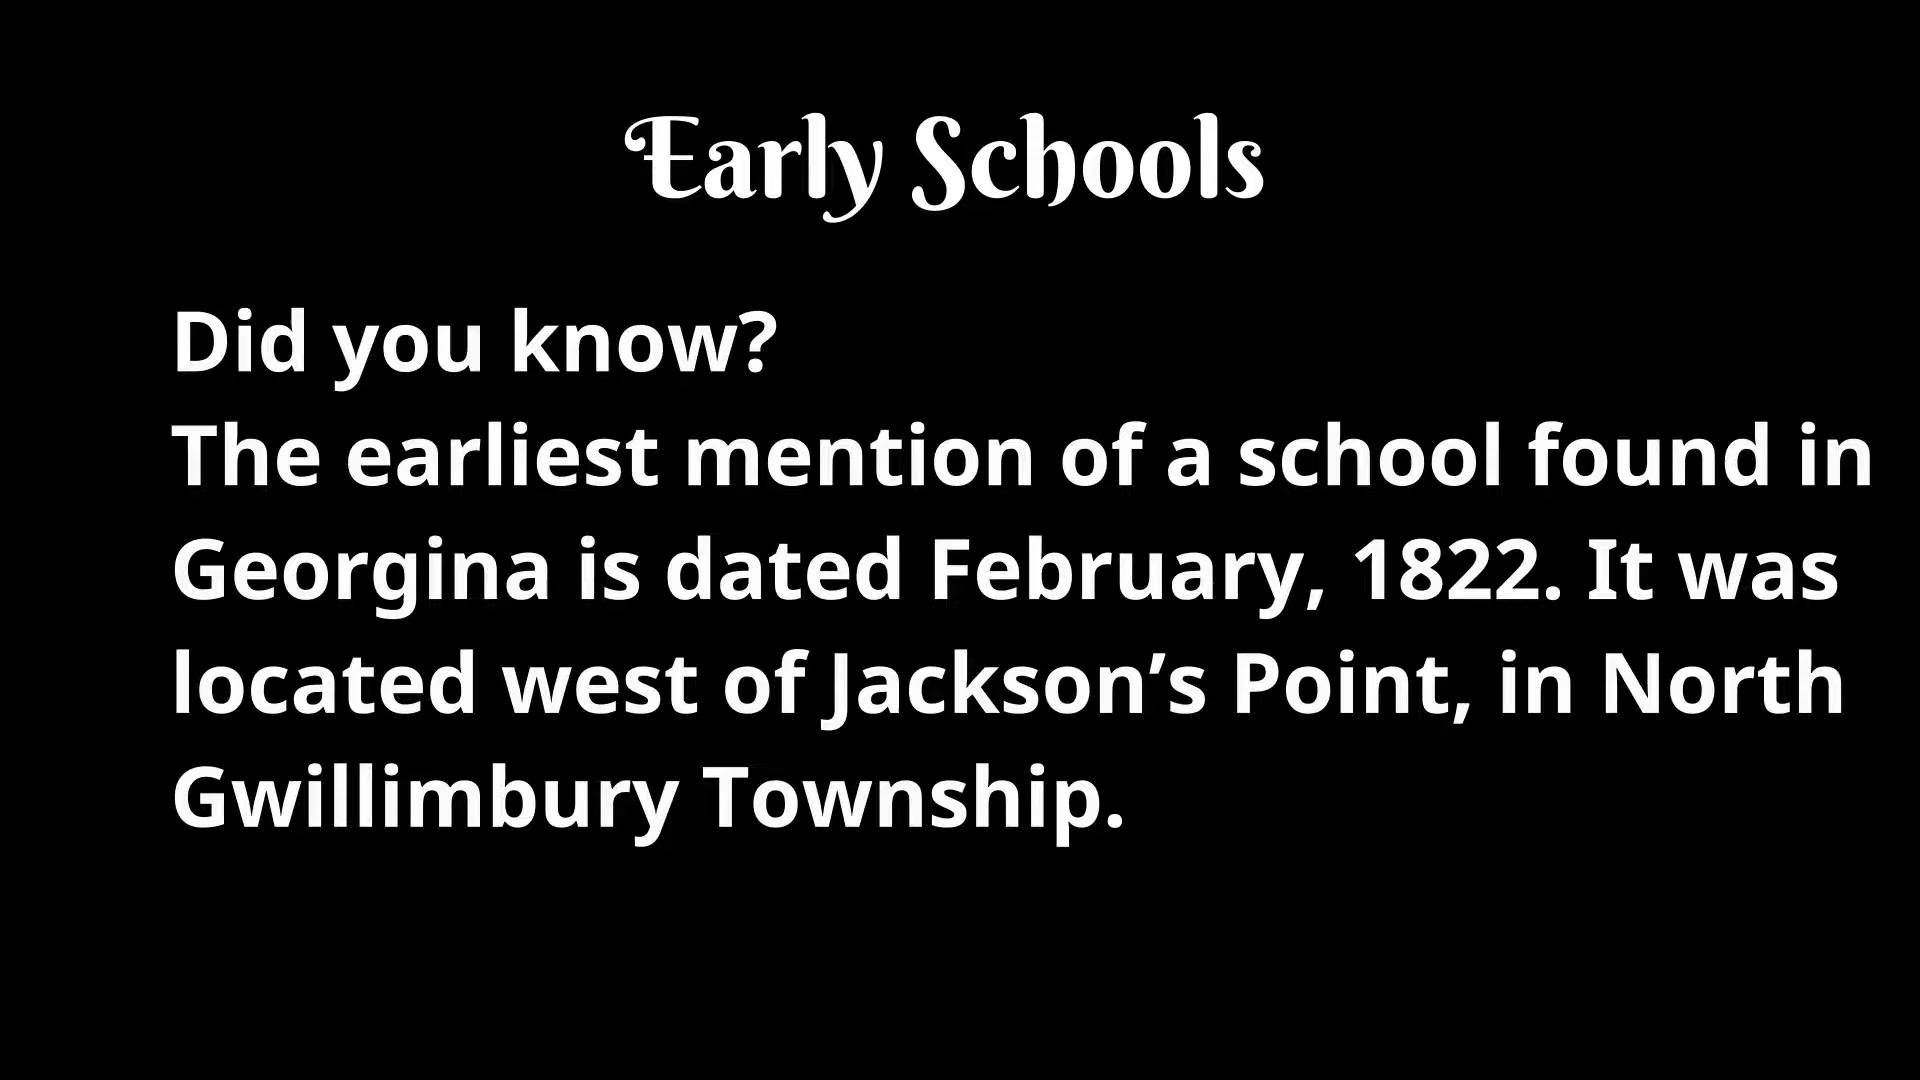 Early Schools
Did you know?
The earliest mention of a school found in
Georgina is dated February, 1822. It was
located west of Jackson’s Point, in North
Gwillimbury Township.